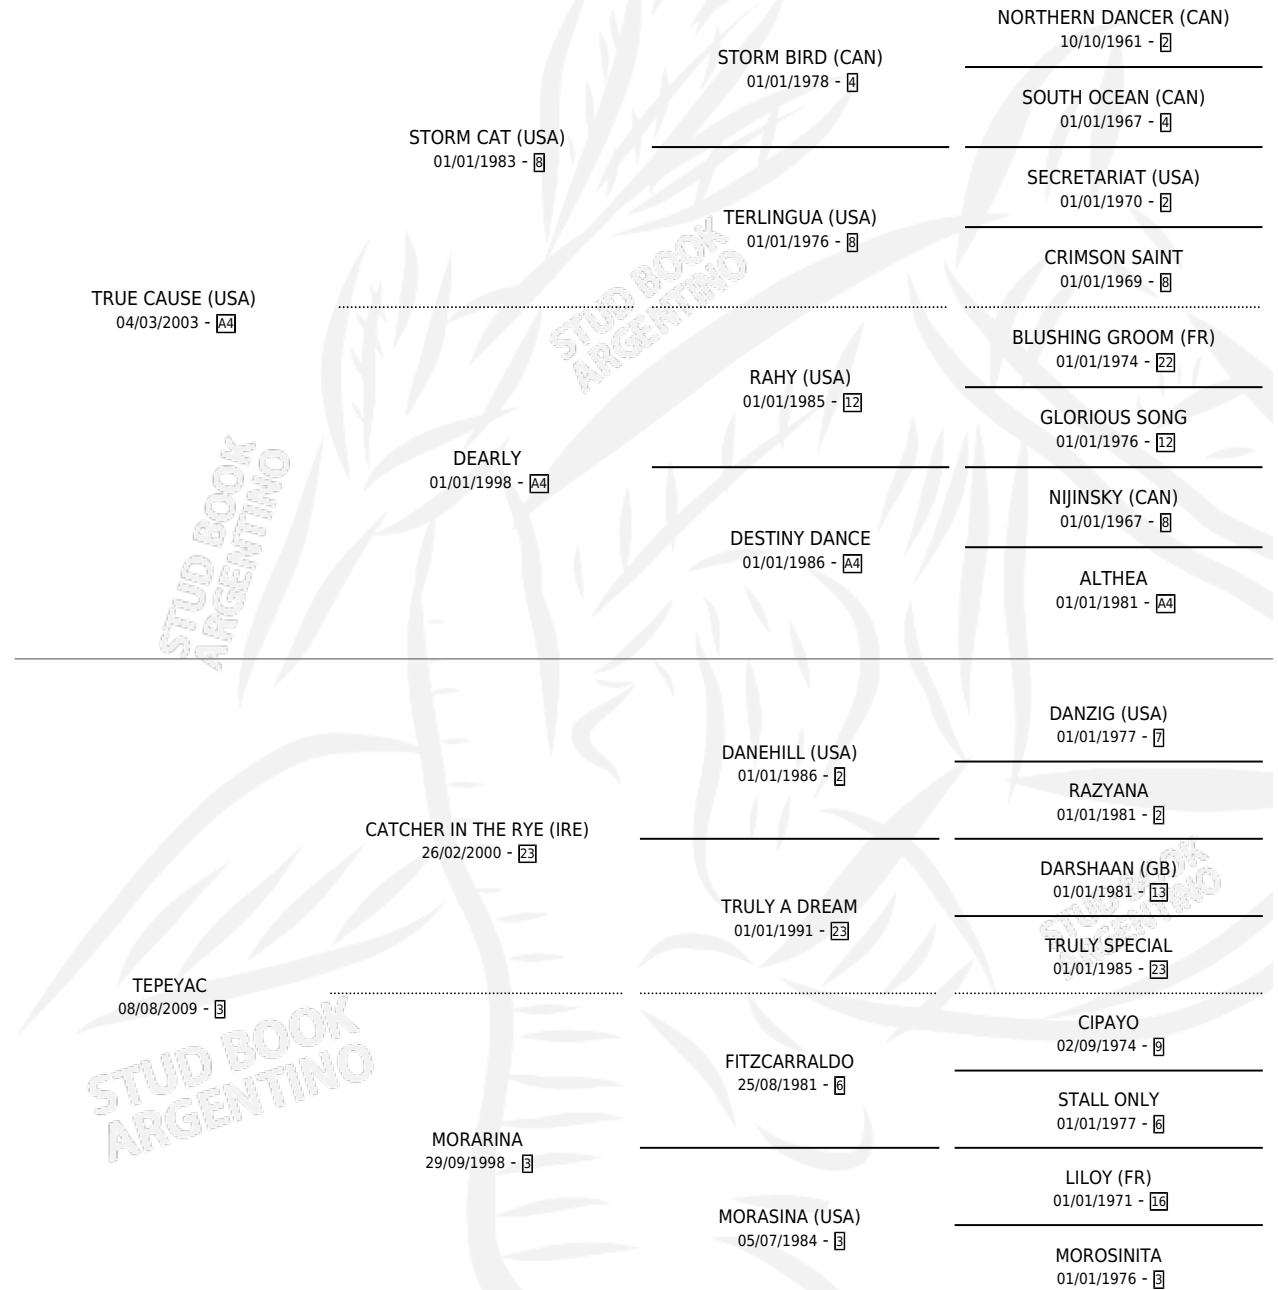 NORTHERN DANCER (CAN)
10/10/1961 - 2
STORM BIRD (CAN)
01/01/1978 - 4
SOUTH OCEAN (CAN)
01/01/1967 - 4
STORM CAT (USA)
01/01/1983 - 8
SECRETARIAT (USA)
01/01/1970 - 2
TERLINGUA (USA)
01/01/1976 - 8
CRIMSON SAINT
01/01/1969 - 8
TRUE CAUSE (USA)
04/03/2003 - A4
BLUSHING GROOM (FR)
01/01/1974 - 22
RAHY (USA)
01/01/1985 - 12
GLORIOUS SONG
01/01/1976 - 12
DEARLY
01/01/1998 - A4
NIJINSKY (CAN)
01/01/1967 - 8
DESTINY DANCE
01/01/1986 - A4
ALTHEA
01/01/1981 - A4
DANZIG (USA)
01/01/1977 - 7
DANEHILL (USA)
01/01/1986 - 2
RAZYANA
01/01/1981 - 2
CATCHER IN THE RYE (IRE)
26/02/2000 - 23
DARSHAAN (GB)
01/01/1981 - 13
TRULY A DREAM
01/01/1991 - 23
TRULY SPECIAL
01/01/1985 - 23
TEPEYAC
08/08/2009 - 3
CIPAYO
02/09/1974 - 9
FITZCARRALDO
25/08/1981 - 6
STALL ONLY
01/01/1977 - 6
MORARINA
29/09/1998 - 3
LILOY (FR)
01/01/1971 - 16
MORASINA (USA)
05/07/1984 - 3
MOROSINITA
01/01/1976 - 3
STUD BOOK
ARGENTINO
STUD BOOK
ARGENTINO
STUD BOOK
ARGENTINO
STUD BOOK
ARGENTINO